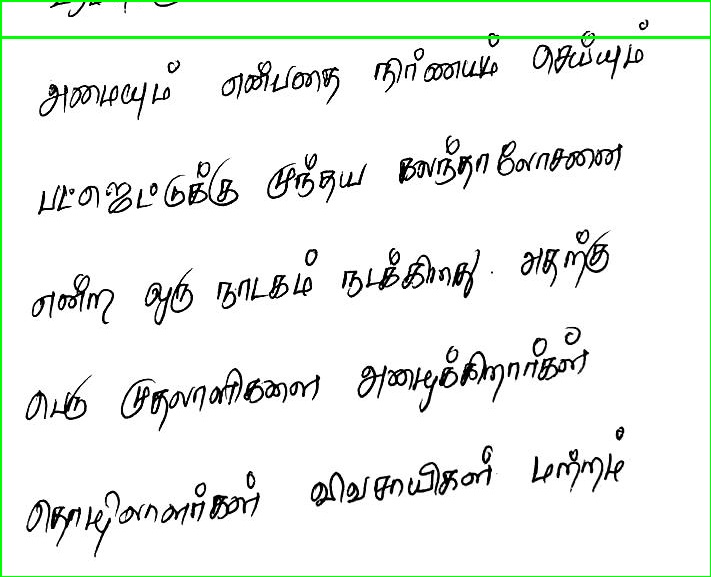 அமையும் என்பதை நிர்ணயம் செய்யும்
பட்ஜெட்டுக்கு முந்தய கலந்தாலோசனை
என்ற ஒரு நாடகம் நடக்கிறது. அதற்கு
பெரு முதலாளிகளை அழைக்கிறார்கள்
தொழிலாளர்கள் விவசாயிகள் மற்றும்